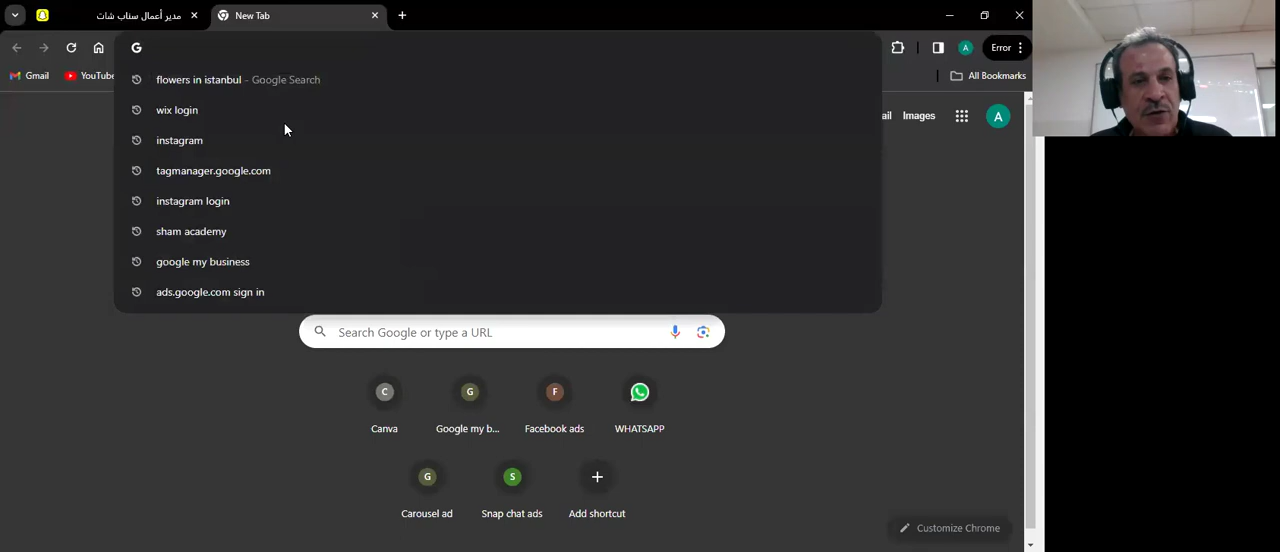 مدير أعمال سناب شات
New Tab
Error
Gmail
YouTube
All Bookmarks
flowers in istanbul - Google Search
wix login
instagram
tagmanager.google.com
instagram login
sham academy
google my business
ads.google.com sign in
ail
Images
A
A
Search Google or type a URL
C
G
F
Canva
Google my b...
Facebook ads
WHATSAPP
G
S
Carousel ad
Snap chat ads
Add shortcut
Customize Chrome